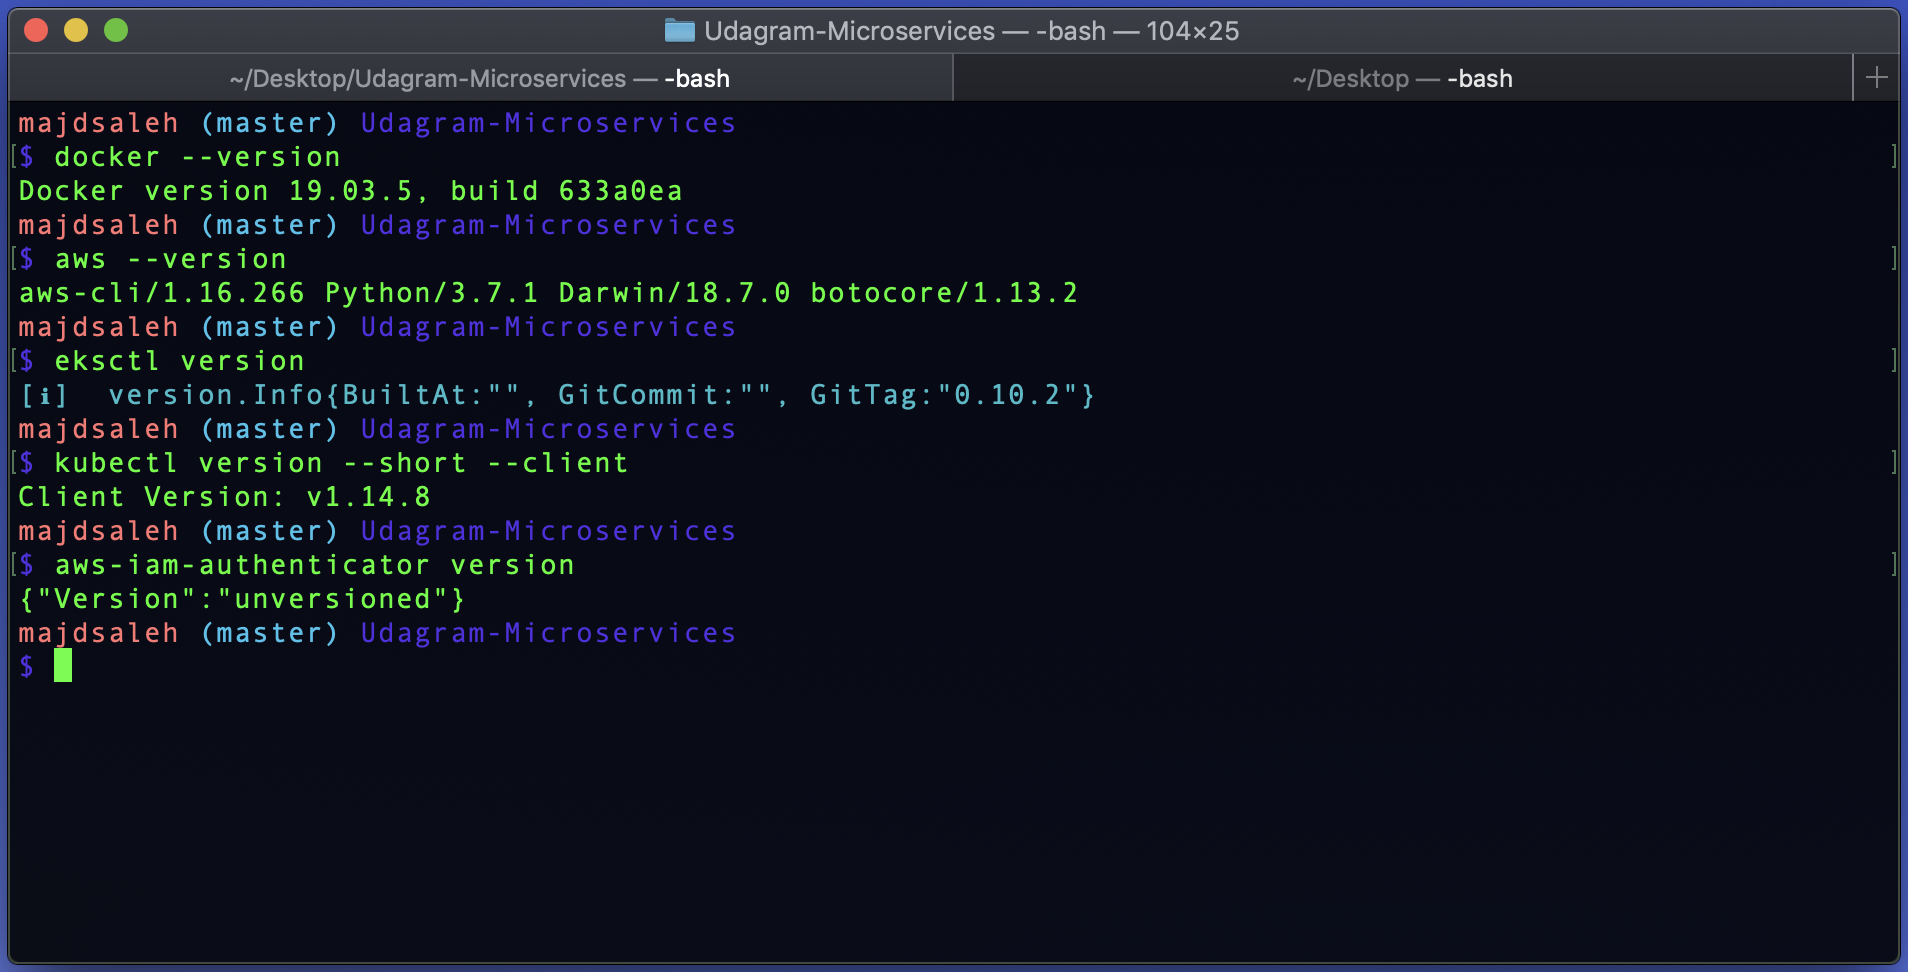 Udagram-Microservices — -bash — 104×25
~/Desktop/Udagram-Microservices — -bash
~/Desktop — -bash
majdsaleh (master) Udagram-Microservices
[$ docker --version ]
Docker version 19.03.5, build 633a0ea
majdsaleh (master) Udagram-Microservices
[$ aws --version ]
aws-cli/1.16.266 Python/3.7.1 Darwin/18.7.0 botocore/1.13.2
majdsaleh (master) Udagram-Microservices
[$ eksctl version ]
[ℹ]  version.Info{BuiltAt:"", GitCommit:"", GitTag:"0.10.2"}
majdsaleh (master) Udagram-Microservices
[$ kubectl version --short --client ]
Client Version: v1.14.8
majdsaleh (master) Udagram-Microservices
[$ aws-iam-authenticator version ]
{"Version":"unversioned"}
majdsaleh (master) Udagram-Microservices
$